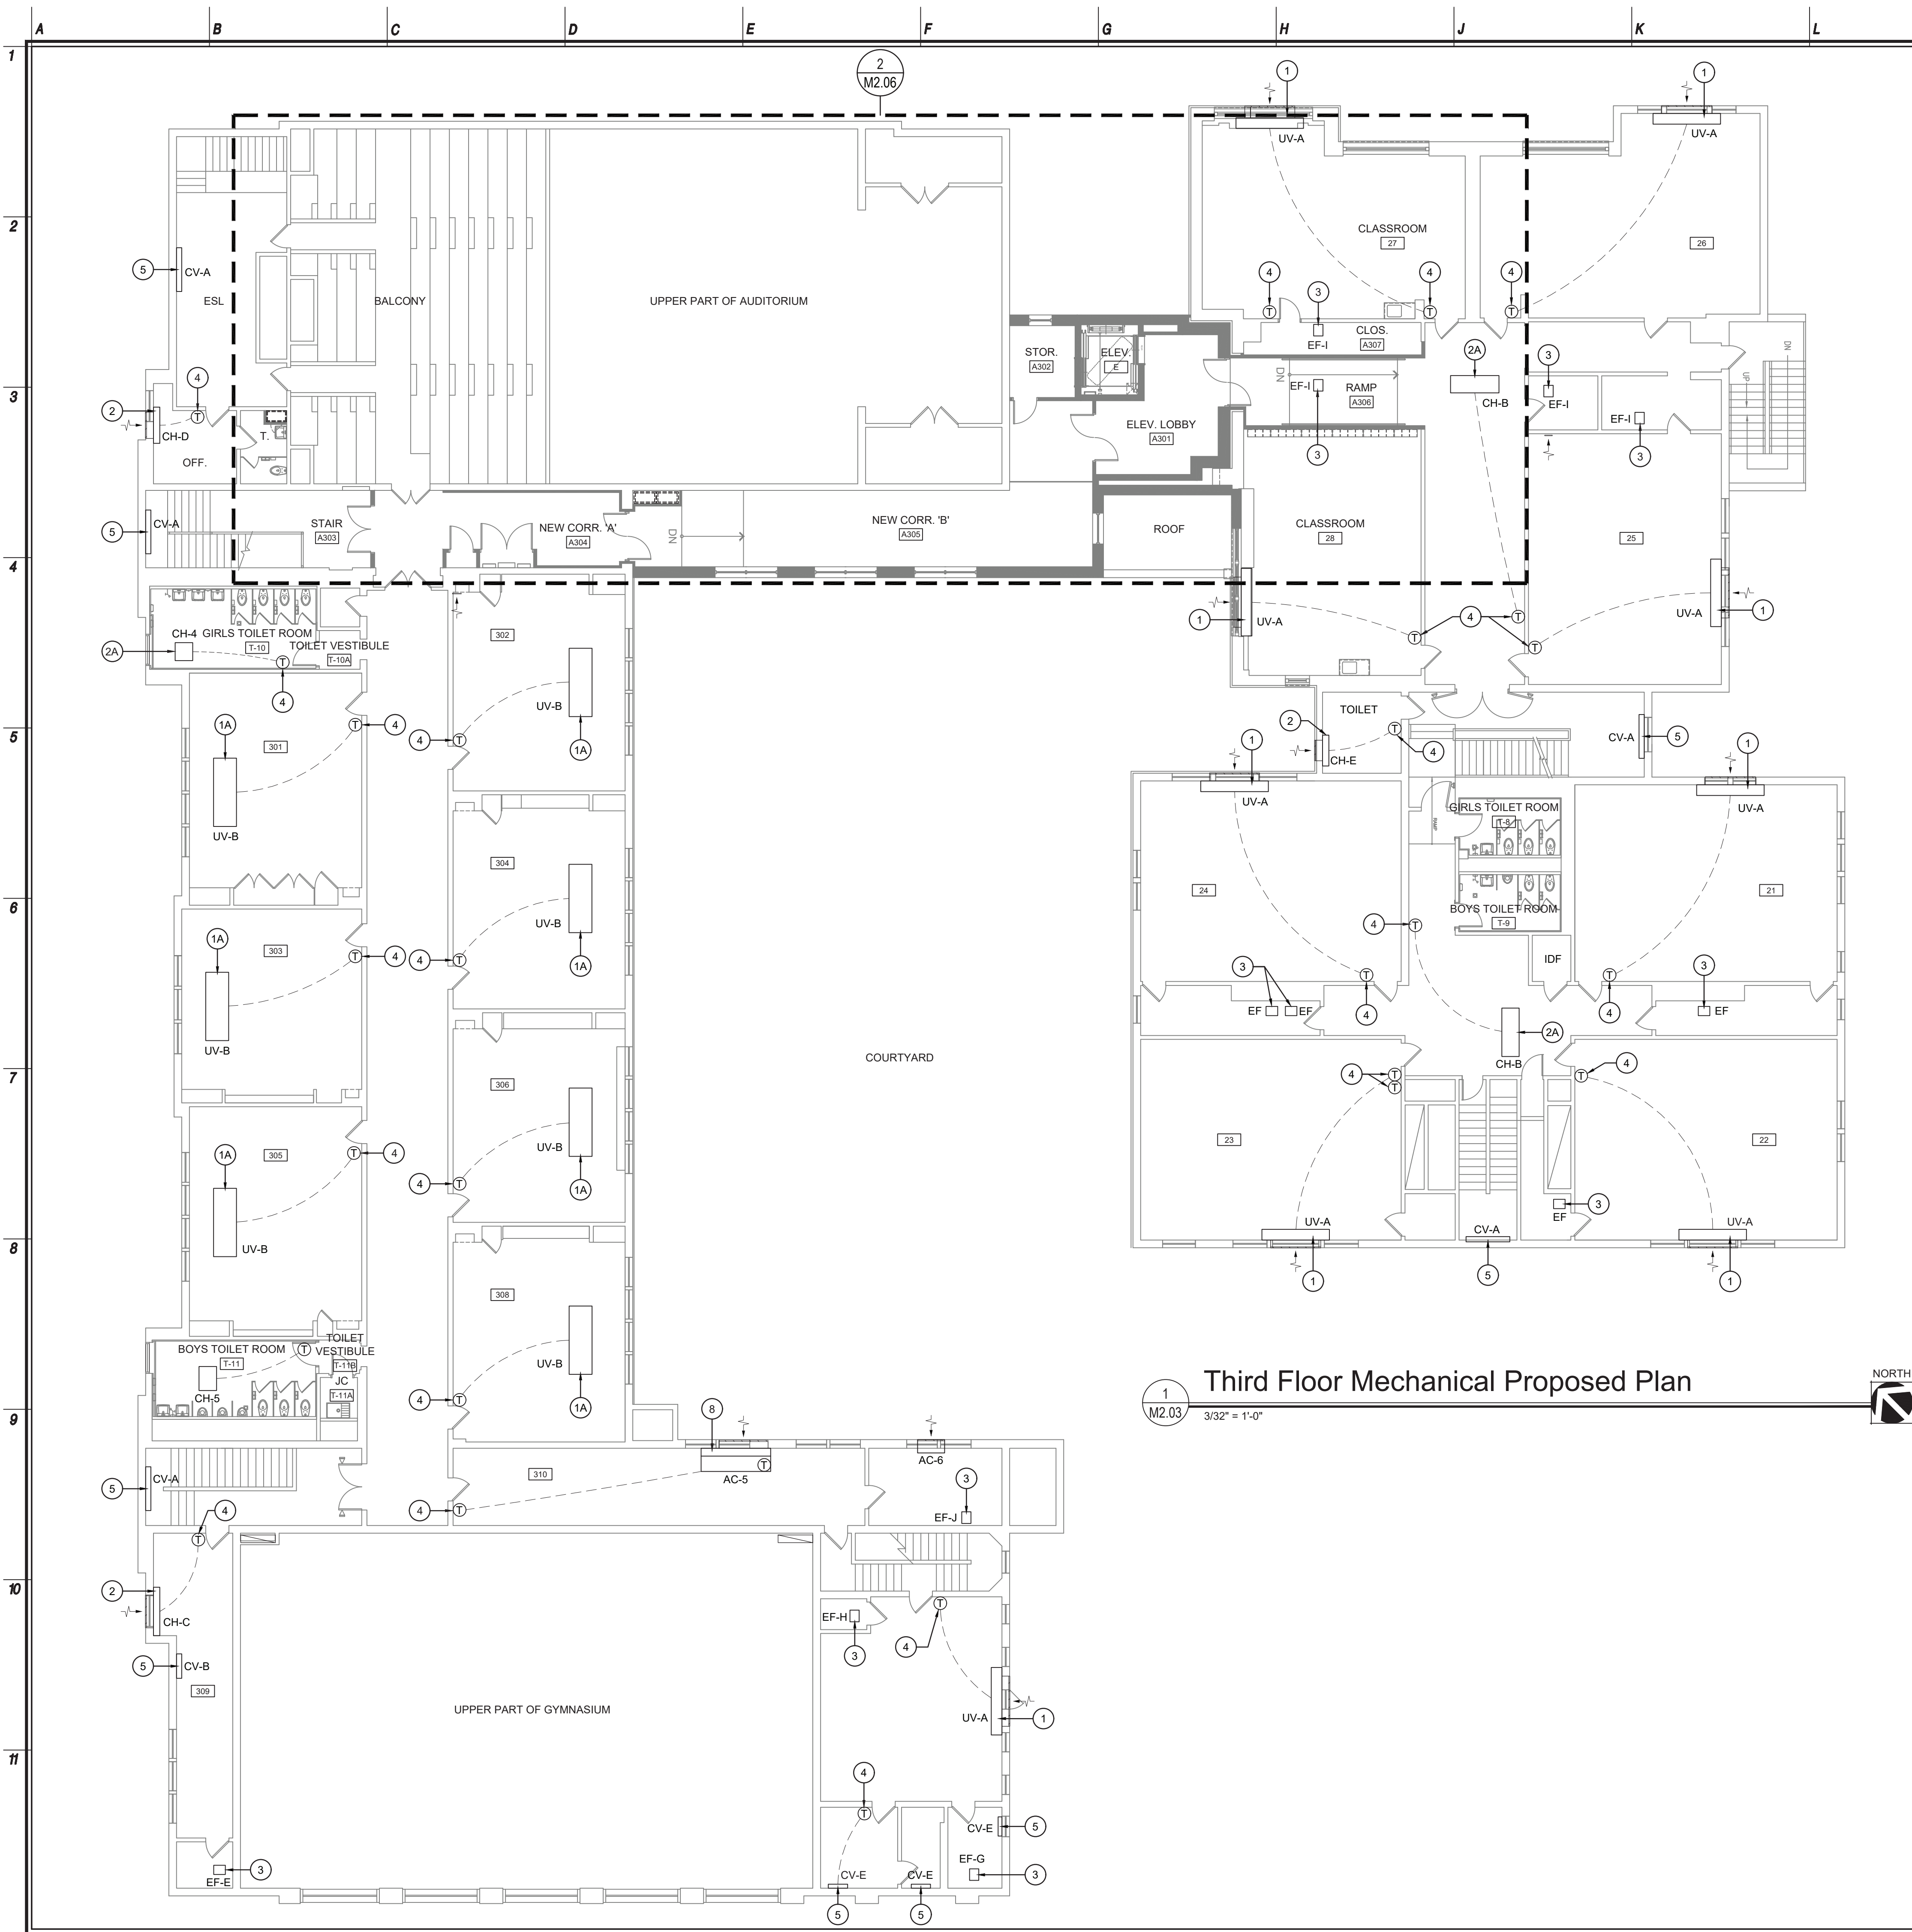 A B C D E F G H J K L
1
2
M2.06
1
1
UV-A
UV-A
2
CLASSROOM
27
26
5
CV-A
ESL
BALCONY
UPPER PART OF AUDITORIUM
4
T
3
4
T
4
T
EF-I
CLOS.
A307
STOR.
A302
ELEV.
E
2A
DN
UP
3
4
T
2
CH-D
T.
OFF.
DN
EF-I
RAMP
A306
CH-B
3
EF-I
EF-I
3
3
ELEV. LOBBY
A301
5
CV-A
STAIR
A303
NEW CORR. 'A'
A304
DN
NEW CORR. 'B'
A305
ROOF
CLASSROOM
28
25
4
CH-4
GIRLS TOILET ROOM
T-10
TOILET VESTIBULE
T-10A
2A
T
4
302
1
UV-A
4
T
T
T
UV-A
1
5
1A
301
T
4
4
T
UV-B
1A
UV-B
TOILET
2
T
4
CH-E
CV-A
5
1
1
UV-A
UV-A
GIRLS TOILET ROOM
T-8
RAMP
304
6
24
21
BOYS TOILET ROOM
T-9
4
T
1A
303
T
4
4
T
UV-B
1A
IDF
3
T
4
T
4
3
EF
EF
EF
UV-B
COURTYARD
2A
CH-B
7
4
T
T
T
4
306
23
22
1A
305
T
4
4
T
UV-B
1A
3
EF
UV-A
CV-A
UV-A
8
UV-B
1
5
1
308
BOYS TOILET ROOM
T-11
T
TOILET
VESTIBULE
T-11B
JC
T-11A
CH-5
UV-B
4
T
1A
1
M2.03
Third Floor Mechanical Proposed Plan
3/32" = 1'-0"
NORTH
9
8
T
AC-5
AC-6
3
EF-J
310
4
T
CV-A
5
4
T
10
2
CH-C
EF-H
3
T
4
5
CV-B
309
UPPER PART OF GYMNASIUM
UV-A
1
11
4
T
CV-E
5
EF-G
3
CV-E
CV-E
EF-E
3
5
5